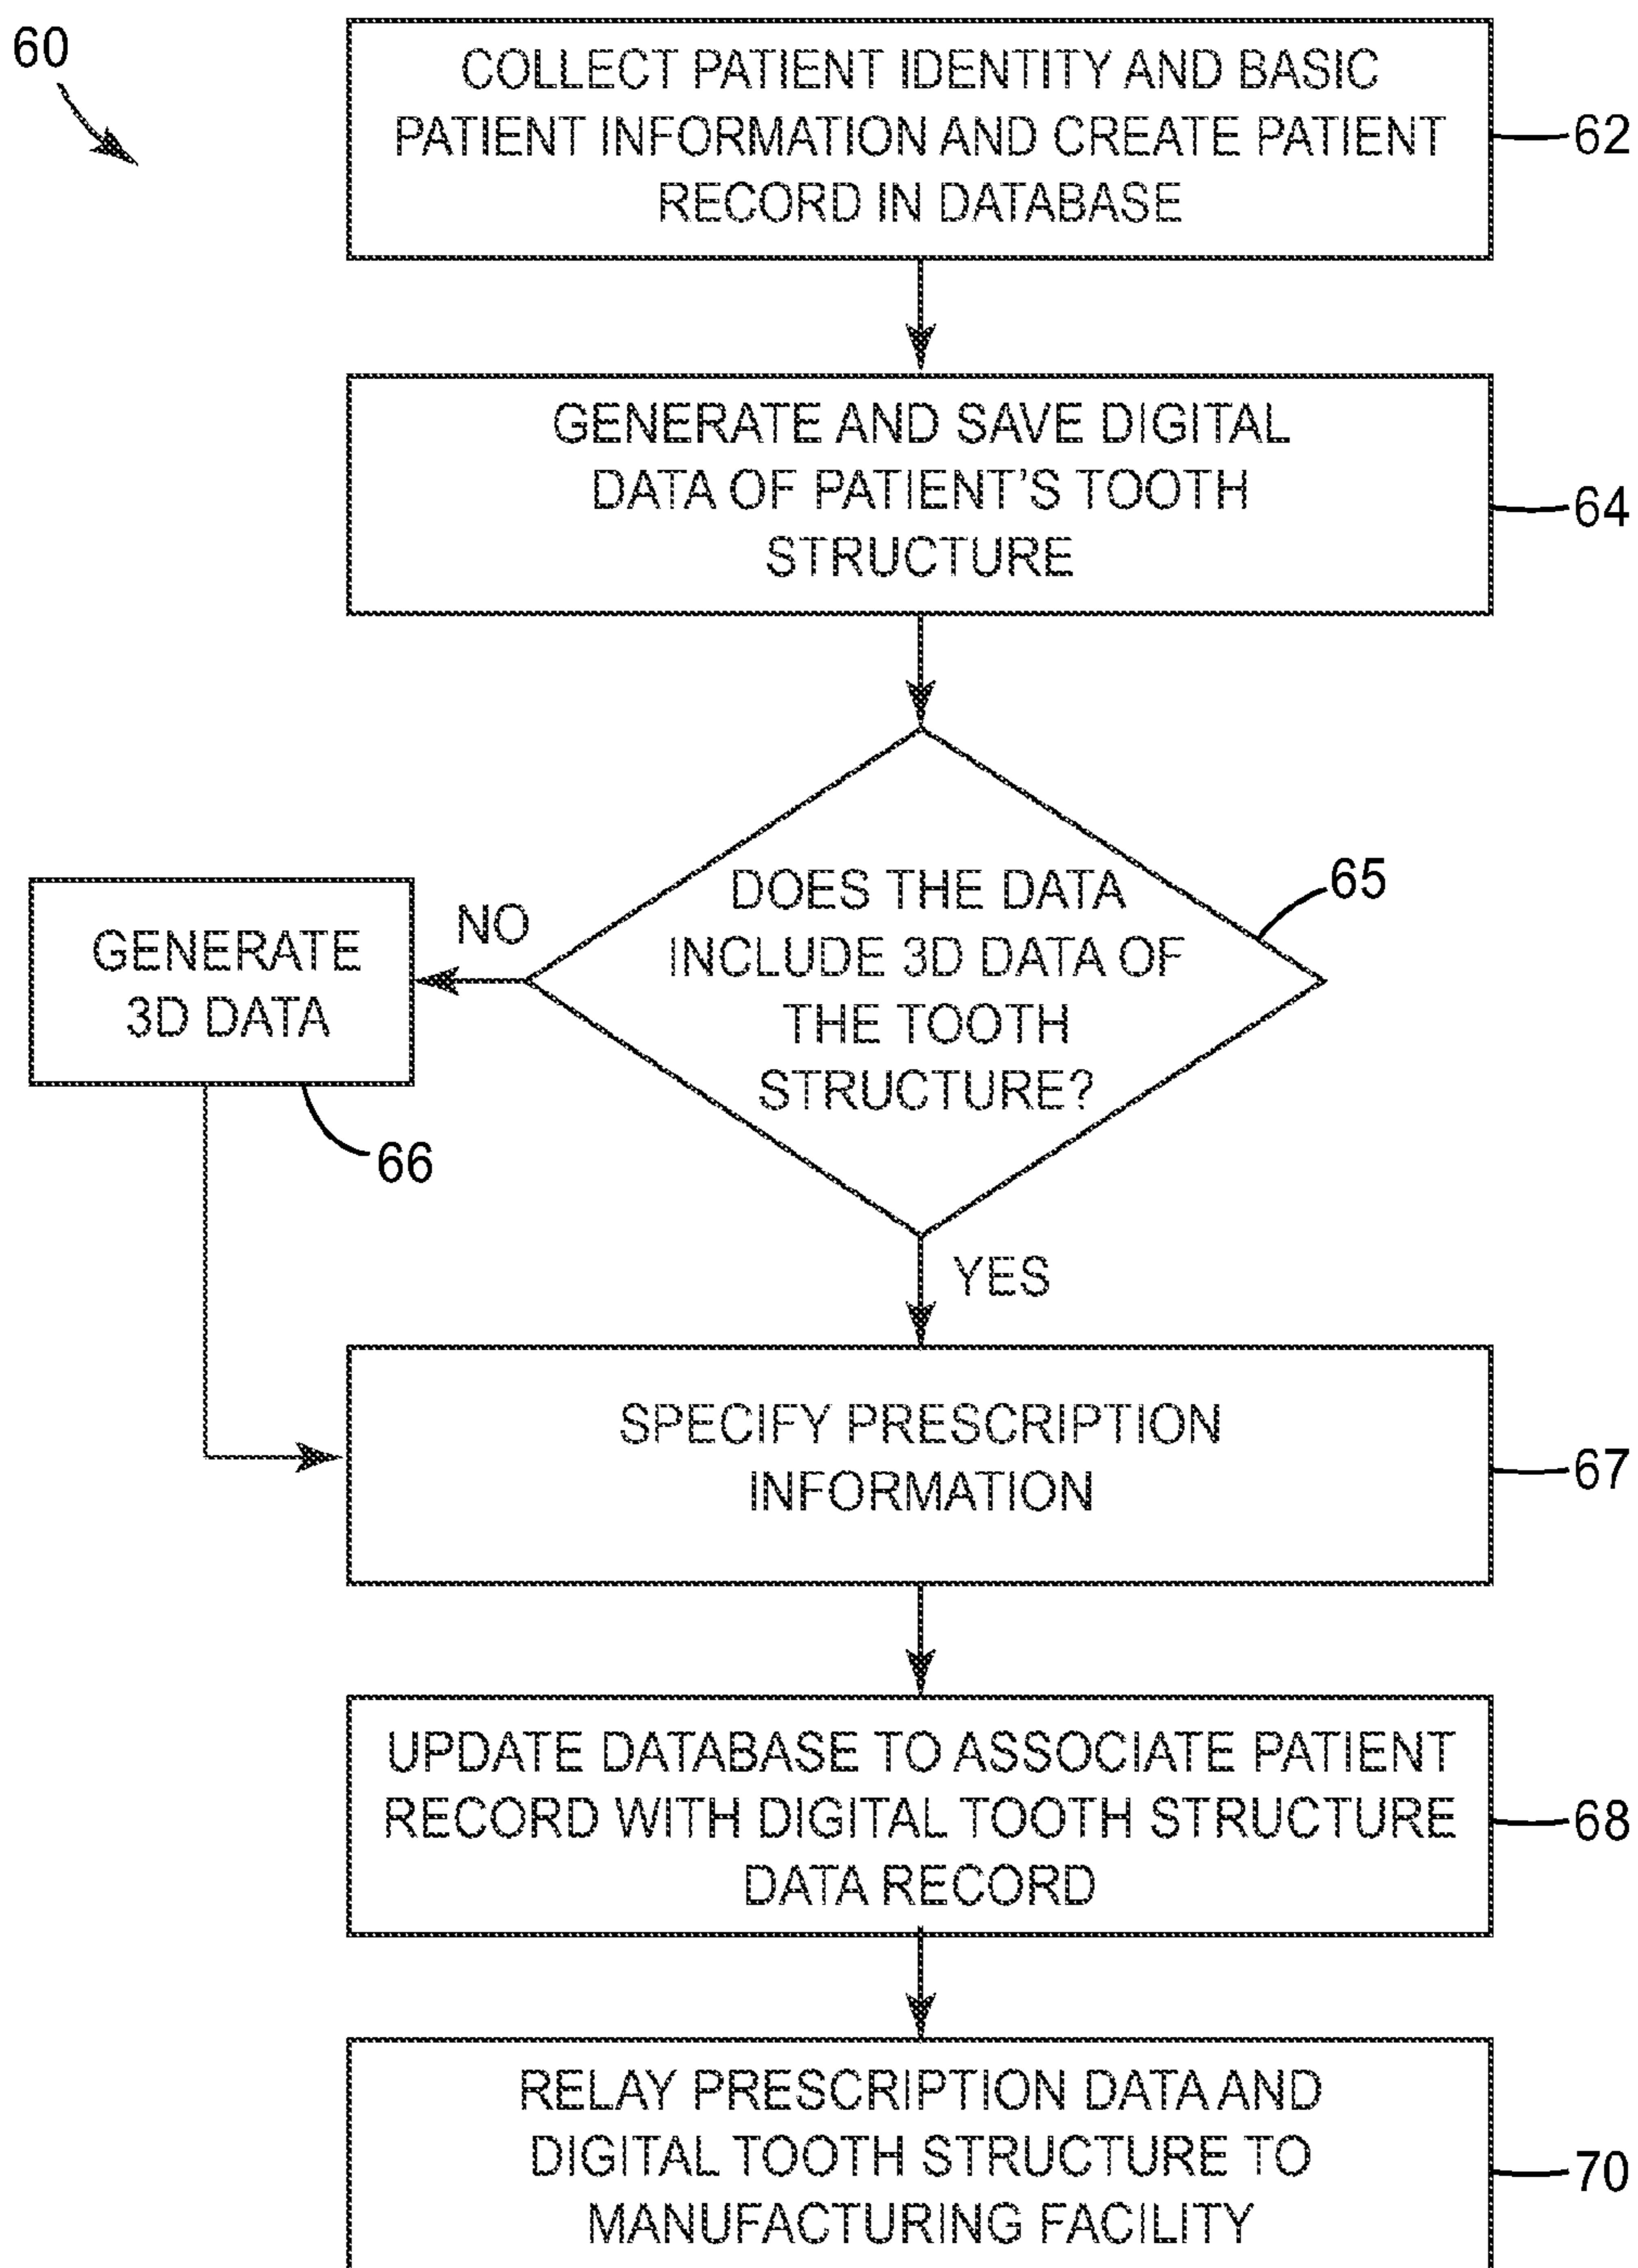 60
COLLECT PATIENT IDENTITY AND BASIC
PATIENT INFORMATION AND CREATE PATIENT
RECORD IN DATABASE
62
GENERATE AND SAVE DIGITAL
DATA OF PATIENT'S TOOTH
STRUCTURE
64
DOES THE DATA
INCLUDE 3D DATA OF
THE TOOTH
STRUCTURE?
65
NO
GENERATE
3D DATA
66
YES
SPECIFY PRESCRIPTION
INFORMATION
67
UPDATE DATABASE TO ASSOCIATE PATIENT
RECORD WITH DIGITAL TOOTH STRUCTURE
DATA RECORD
68
RELAY PRESCRIPTION DATA AND
DIGITAL TOOTH STRUCTURE TO
MANUFACTURING FACILITY
70